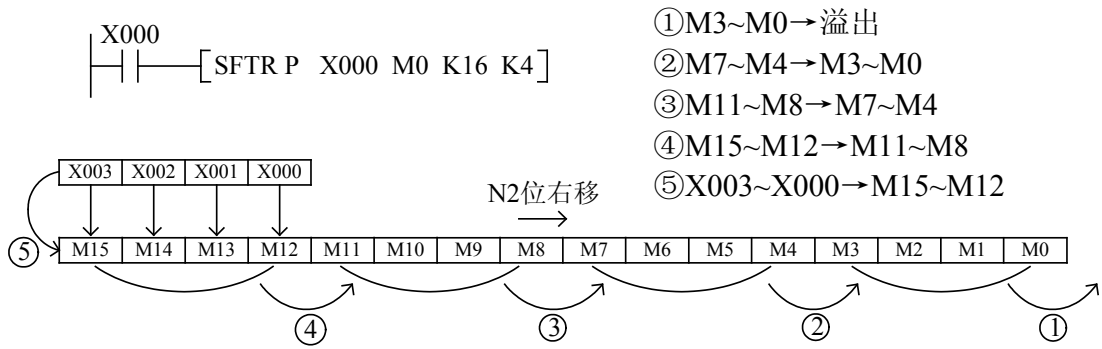 X000
SFTR P X000 M0 K16 K4
①M3~M0→溢出
②M7~M4→M3~M0
③M11~M8→M7~M4
④M15~M12→M11~M8
⑤X003~X000→M15~M12
X003 X002 X001 X000
N2位右移
⑤ M15 M14 M13 M12 M11 M10 M9 M8 M7 M6 M5 M4 M3 M2 M1 M0
④ ③ ② ①